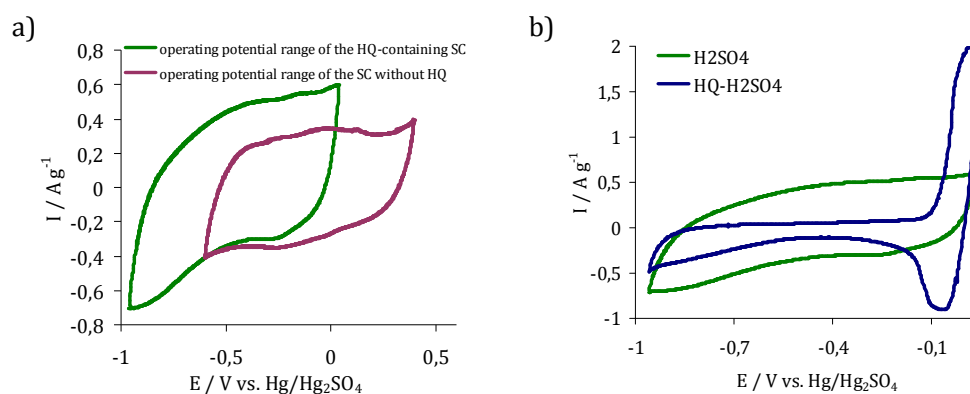 a)
operating potential range of the HQ-containing SC
operating potential range of the SC without HQ
0,8
0,6
0,4
0,2
0
-0,2
-0,4
-0,6
-0,8
I / A g⁻¹
-1
-0,5
0
0,5
E / V vs. Hg/Hg₂SO₄
b)
H2SO4
HQ-H2SO4
2
1,5
1
0,5
0
-0,5
-1
I / A g⁻¹
-1
-0,7
-0,4
-0,1
E / V vs. Hg/Hg₂SO₄